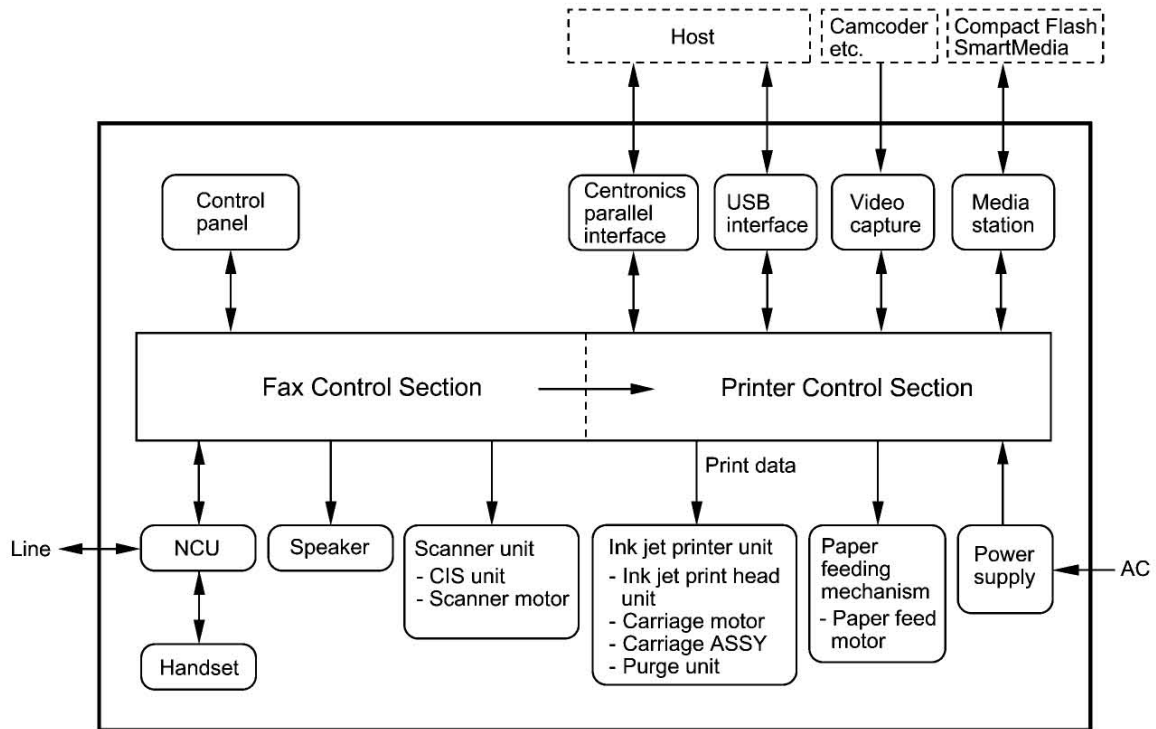 Host
Camcoder
etc.
Compact Flash
SmartMedia
Control
panel
Centronics
parallel
interface
USB
interface
Video
capture
Media
station
Fax Control Section
Printer Control Section
Print data
Line
NCU
Speaker
Scanner unit
- CIS unit
- Scanner motor
Ink jet printer unit
- Ink jet print head
unit
- Carriage motor
- Carriage ASSY
- Purge unit
Paper
feeding
mechanism
- Paper feed
motor
Power
supply
AC
Handset